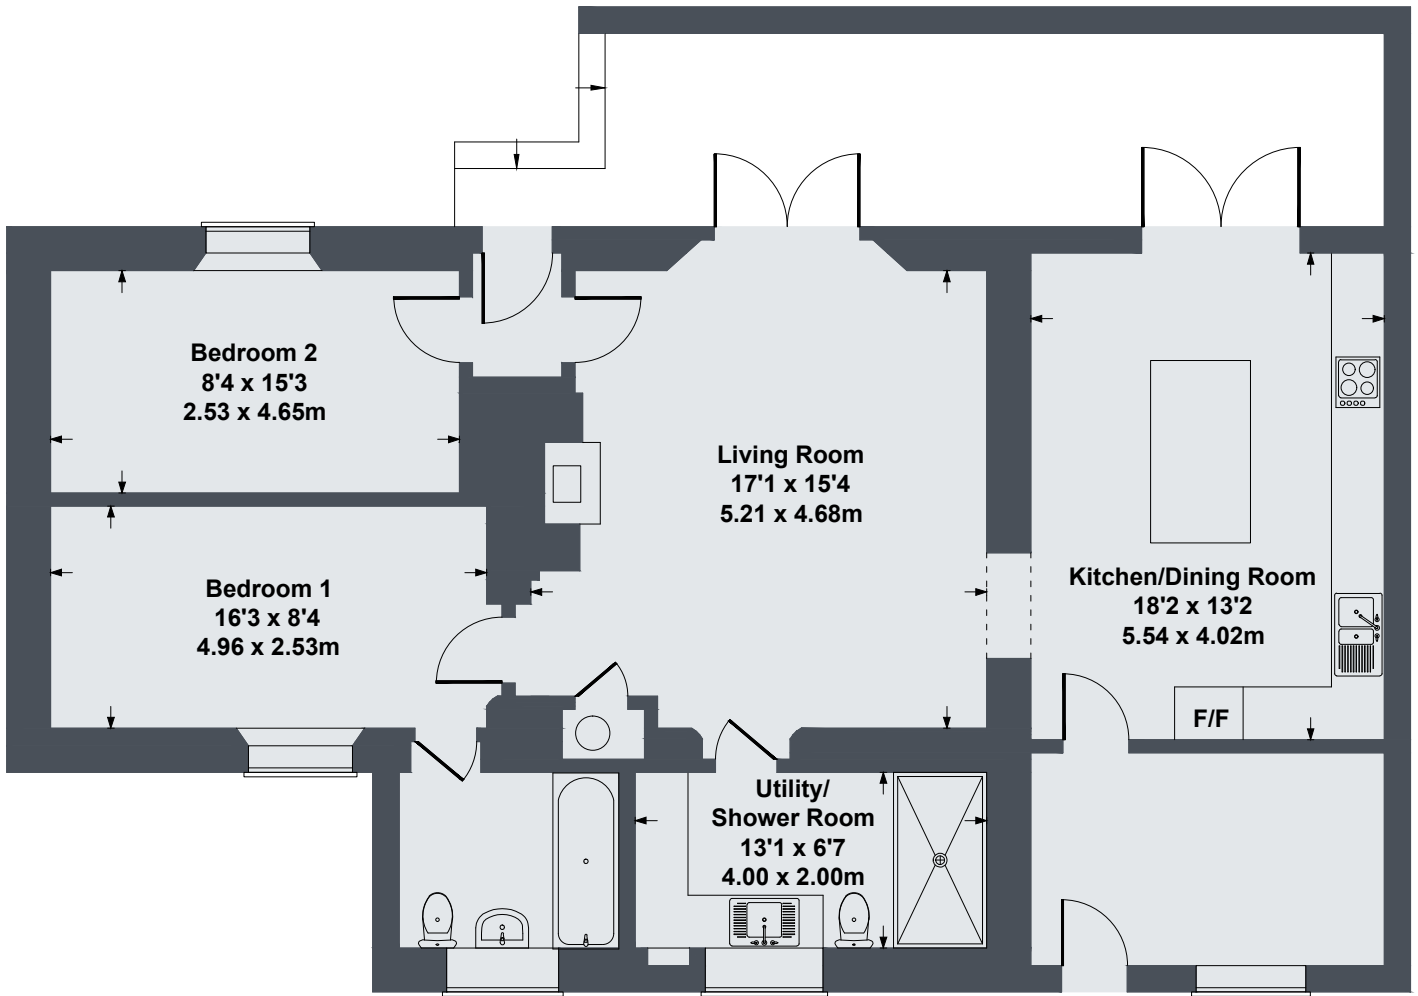 Bedroom 2
8'4 x 15'3
2.53 x 4.65m
Living Room
17'1 x 15'4
5.21 x 4.68m
Bedroom 1
16'3 x 8'4
4.96 x 2.53m
Kitchen/Dining Room
18'2 x 13'2
5.54 x 4.02m
F/F
Utility/
Shower Room
13'1 x 6'7
4.00 x 2.00m